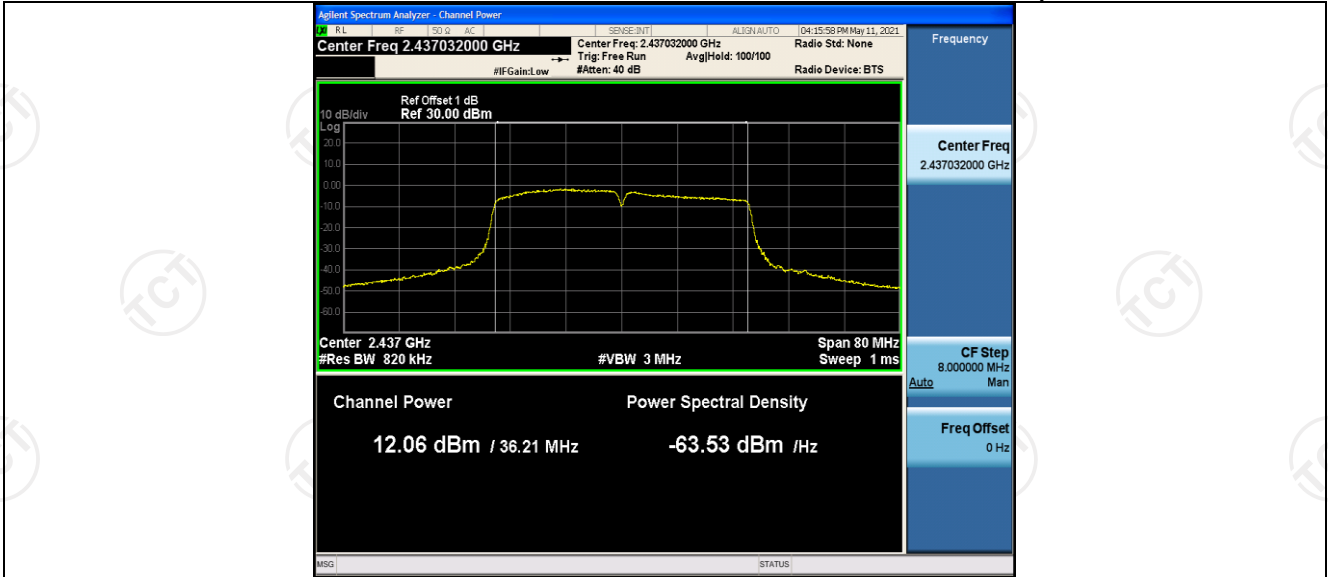 Agilent Spectrum Analyzer - Channel Power
RL RF 50 Ω AC SENSE:INT ALIGN AUTO 04:15:58 PM May 11, 2021
Center Freq 2.437032000 GHz
Center Freq: 2.437032000 GHz
Radio Std: None
Trig: Free Run
Avg|Hold: 100/100
#IFGain:Low
#Atten: 40 dB
Radio Device: BTS
Ref Offset 1 dB
10 dB/div
Ref 30.00 dBm
Log
20.0
10.0
0.00
-10.0
-20.0
-30.0
-40.0
-50.0
-60.0
Center 2.437 GHz
Span 80 MHz
#Res BW 820 kHz
#VBW 3 MHz
Sweep 1 ms
Channel Power
Power Spectral Density
12.06 dBm / 36.21 MHz
-63.53 dBm /Hz
MSG
STATUS
Frequency
Center Freq
2.437032000 GHz
CF Step
8.000000 MHz
Auto Man
Freq Offset
0 Hz
TCT
TCT